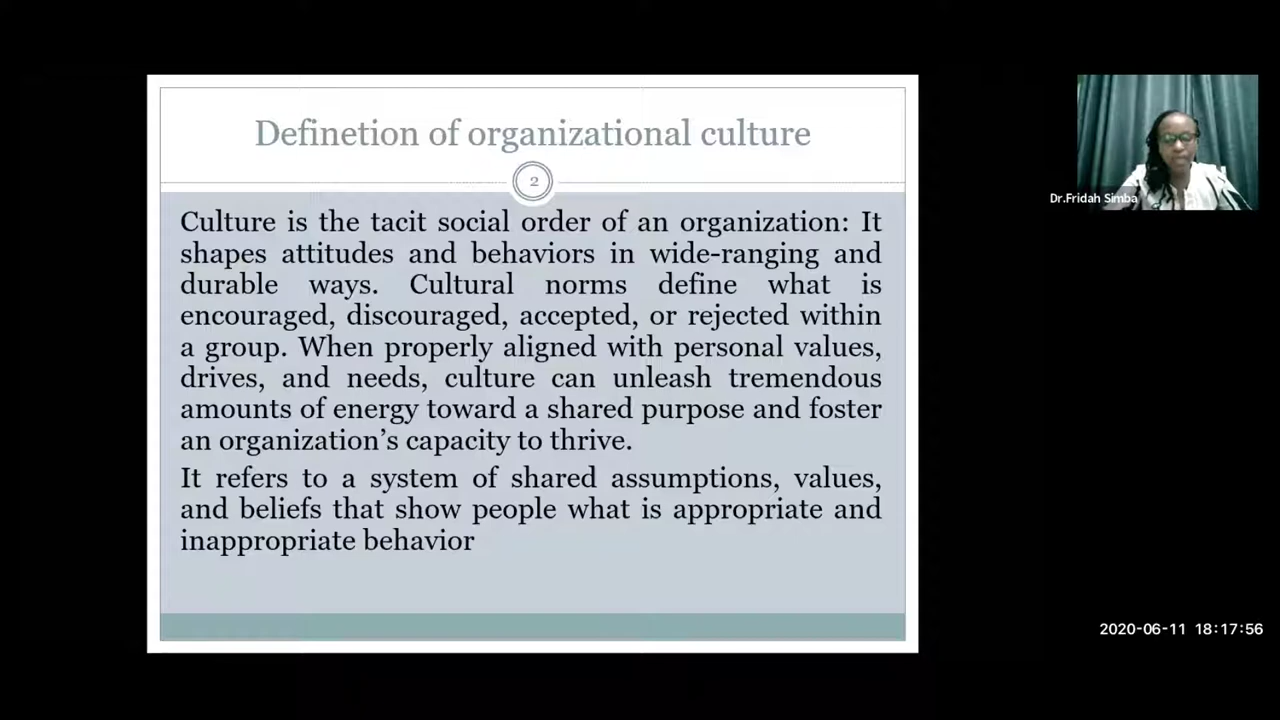 Definetion of organizational culture
2
Culture is the tacit social order of an organization: It
shapes attitudes and behaviors in wide-ranging and
durable ways. Cultural norms define what is
encouraged, discouraged, accepted, or rejected within
a group. When properly aligned with personal values,
drives, and needs, culture can unleash tremendous
amounts of energy toward a shared purpose and foster
an organization’s capacity to thrive.
It refers to a system of shared assumptions, values,
and beliefs that show people what is appropriate and
inappropriate behavior
Dr.Fridah Simba
2020-06-11 18:17:56